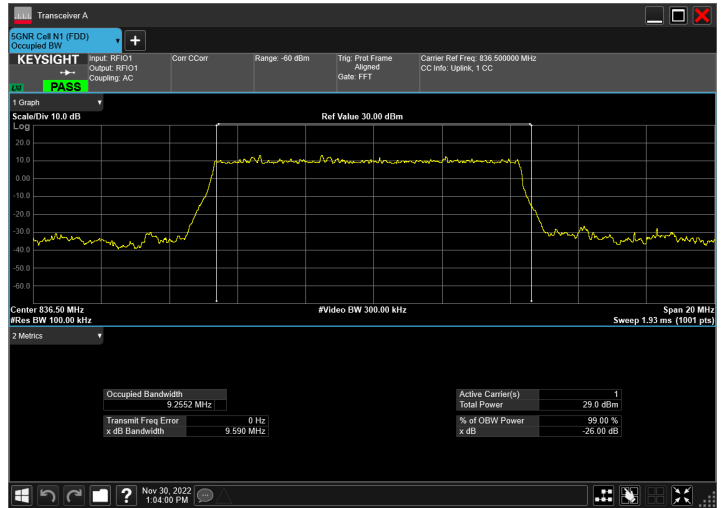 Transceiver A
5GNR Cell N1 (FDD)
Occupied BW
KEYSIGHT
PASS
Input: RFIO1
Output: RFIO1
Coupling: AC
Corr CCorr
Range: -60 dBm
Trig: Prot Frame
Aligned
Gate: FFT
Carrier Ref Freq: 836.500000 MHz
CC Info: Uplink, 1 CC
1 Graph
Scale/Div 10.0 dB
Ref Value 30.00 dBm
Log
20.0
10.0
0.00
-10.0
-20.0
-30.0
-40.0
-50.0
-60.0
Center 836.50 MHz
#Video BW 300.00 kHz
Span 20 MHz
#Res BW 100.00 kHz
Sweep 1.93 ms (1001 pts)
2 Metrics
Occupied Bandwidth
9.2552 MHz
Transmit Freq Error 0 Hz
x dB Bandwidth 9.590 MHz
Active Carrier(s) 1
Total Power 29.0 dBm
% of OBW Power 99.00 %
x dB -26.00 dB
?
Nov 30, 2022
1:04:00 PM